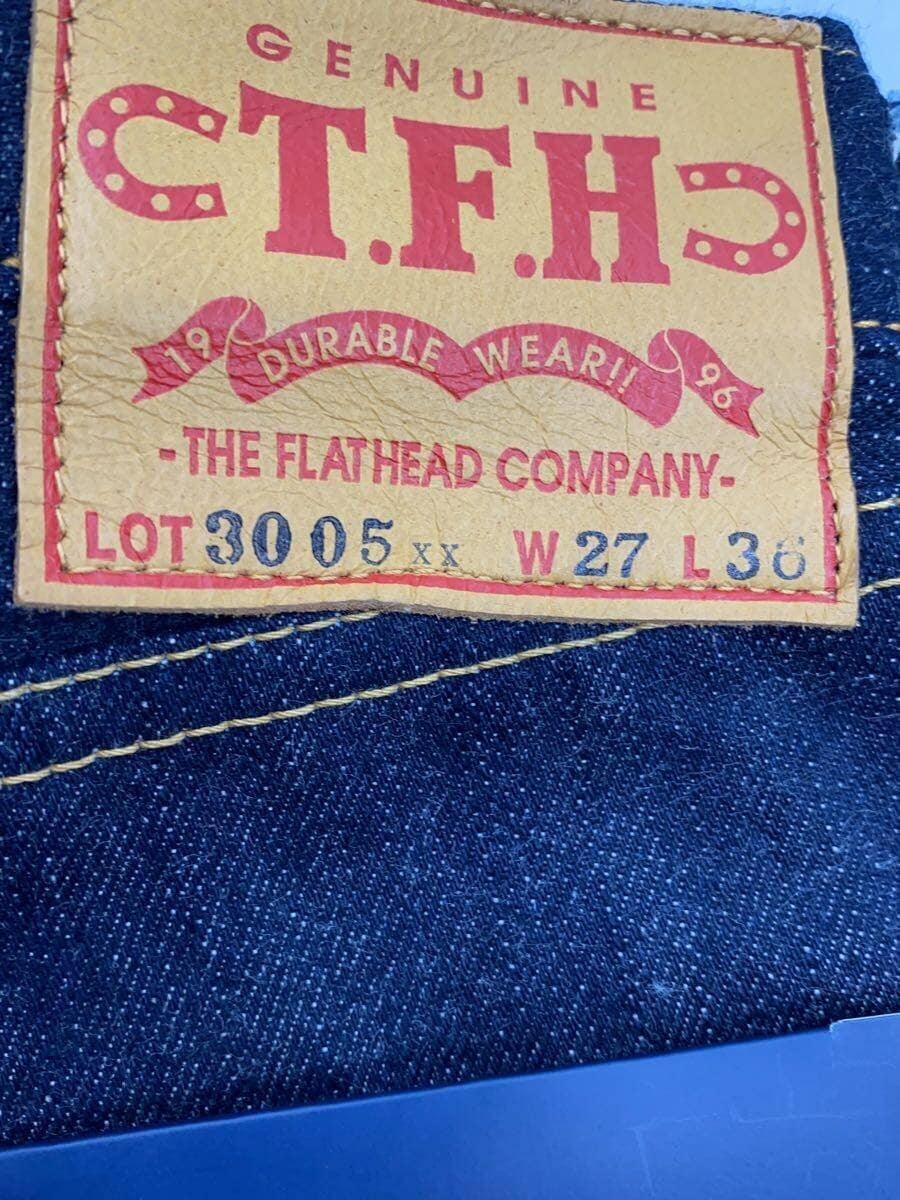 GENUINE
T.F.H
19 DURABLE WEAR!! 96
-THE FLATHEAD COMPANY-
LOT 3005 xx W 27 L 36